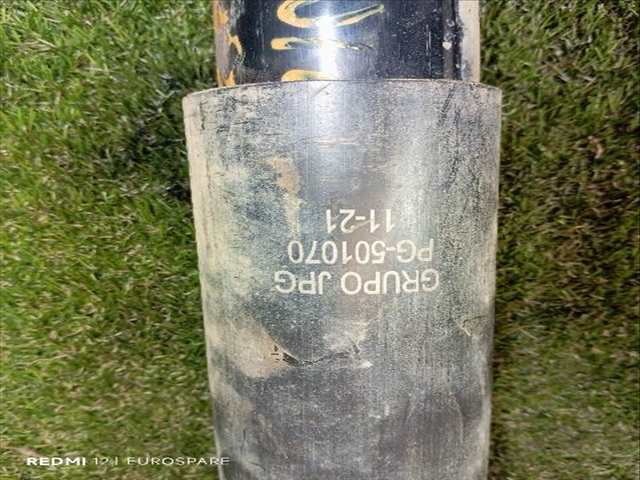 GRUPO JPG
PG-501070
11-21
REDMI 12 | EUROSPARE